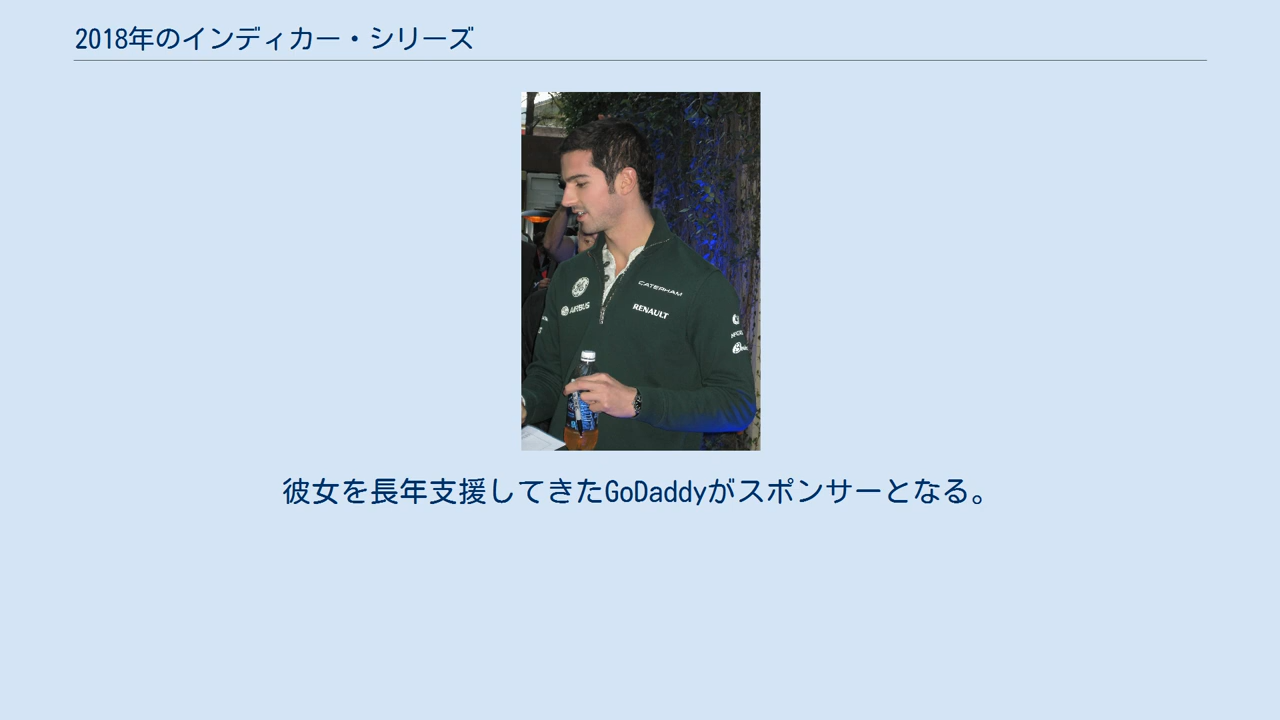 2018年のインディカー・シリーズ
CATERHAM
AIRBUS
RENAULT
彼女を長年支援してきたGoDaddyがスポンサーとなる。